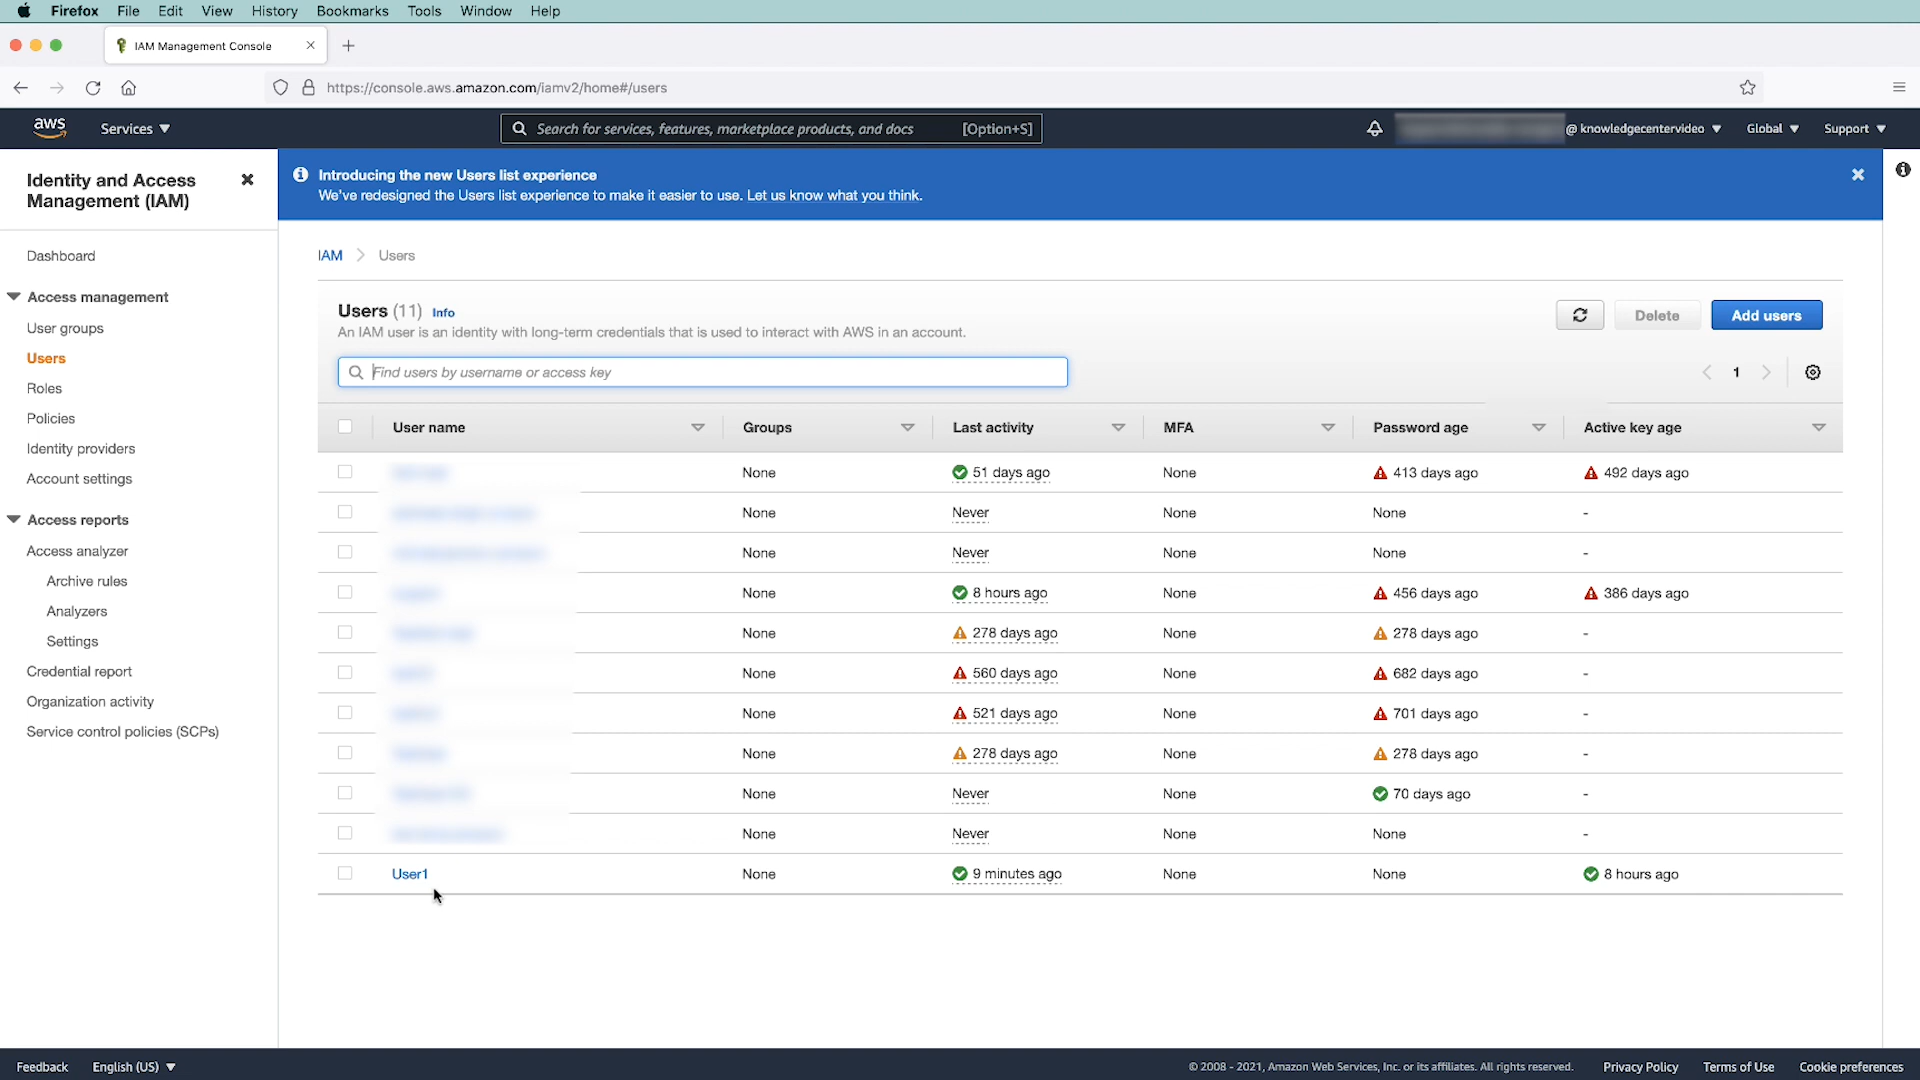 Firefox File Edit View History Bookmarks Tools Window Help
IAM Management Console
https://console.aws.amazon.com/iamv2/home#/users
aws Services Search for services, features, marketplace products, and docs [Option+S] @ knowledgecentervideo Global Support
Identity and Access
Management (IAM)
Dashboard
Access management
User groups
Users
Roles
Policies
Identity providers
Account settings
Access reports
Access analyzer
Archive rules
Analyzers
Settings
Credential report
Organization activity
Service control policies (SCPs)
Introducing the new Users list experience
We've redesigned the Users list experience to make it easier to use. Let us know what you think.
IAM Users
Users (11) Info
An IAM user is an identity with long-term credentials that is used to interact with AWS in an account.
Delete Add users
Find users by username or access key
1
User name Groups Last activity MFA Password age Active key age
None 51 days ago None 413 days ago 492 days ago
None Never None None -
None Never None None -
None 8 hours ago None 456 days ago 386 days ago
None 278 days ago None 278 days ago -
None 560 days ago None 682 days ago -
None 521 days ago None 701 days ago -
None 278 days ago None 278 days ago -
None Never None 70 days ago -
None Never None None -
User1 None 9 minutes ago None None 8 hours ago
Feedback English (US) © 2008 - 2021, Amazon Web Services, Inc. or its affiliates. All rights reserved. Privacy Policy Terms of Use Cookie preferences